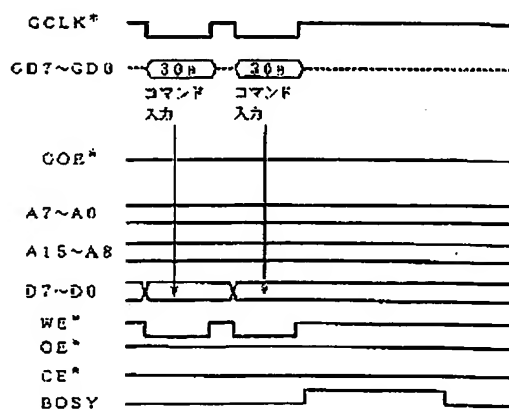 GCLK*
GD7~GD0
30H 30H
コマンド
入力
コマンド
入力
GOE*
A7~A0
A15~A8
D7~D0
WE*
OE*
CE*
BUSY